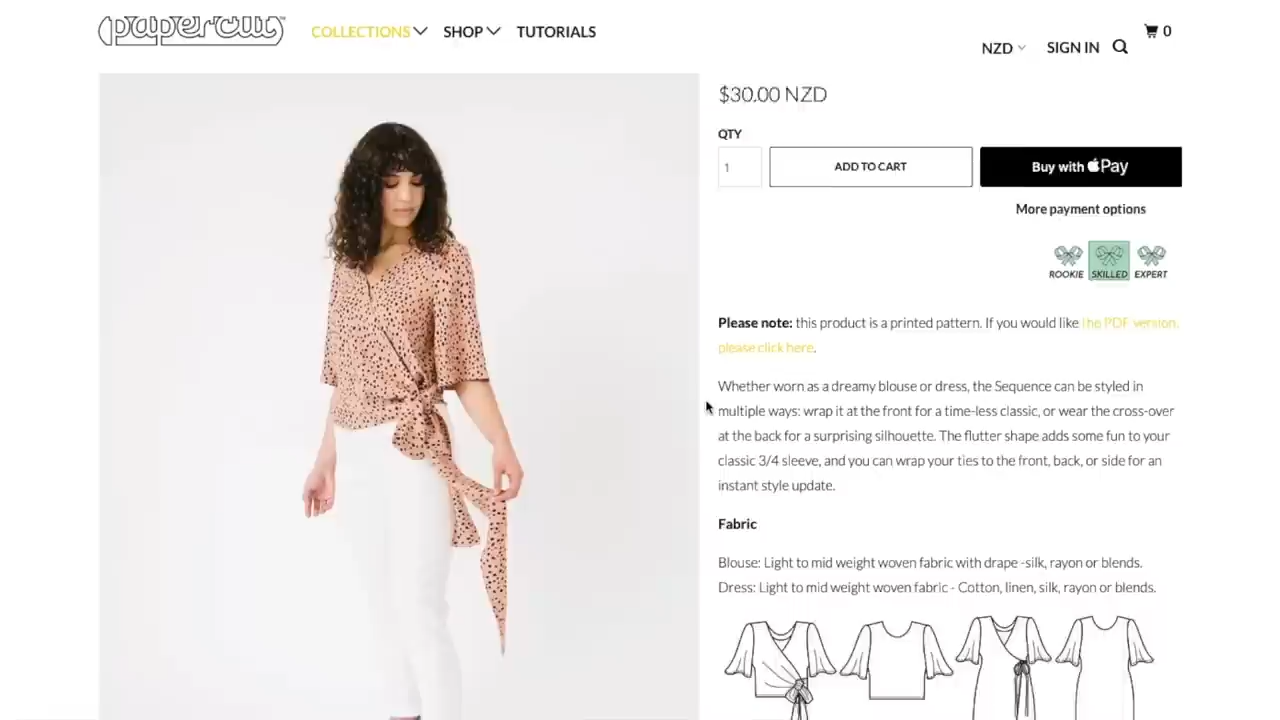 papercut
COLLECTIONS SHOP TUTORIALS
NZD SIGN IN 0
$30.00 NZD
QTY
1 ADD TO CART Buy with Pay
More payment options
ROOKIE SKILLED EXPERT
Please note: this product is a printed pattern. If you would like the PDF version,
please click here.
Whether worn as a dreamy blouse or dress, the Sequence can be styled in
multiple ways: wrap it at the front for a time-less classic, or wear the cross-over
at the back for a surprising silhouette. The flutter shape adds some fun to your
classic 3/4 sleeve, and you can wrap your ties to the front, back, or side for an
instant style update.
Fabric
Blouse: Light to mid weight woven fabric with drape -silk, rayon or blends.
Dress: Light to mid weight woven fabric - Cotton, linen, silk, rayon or blends.